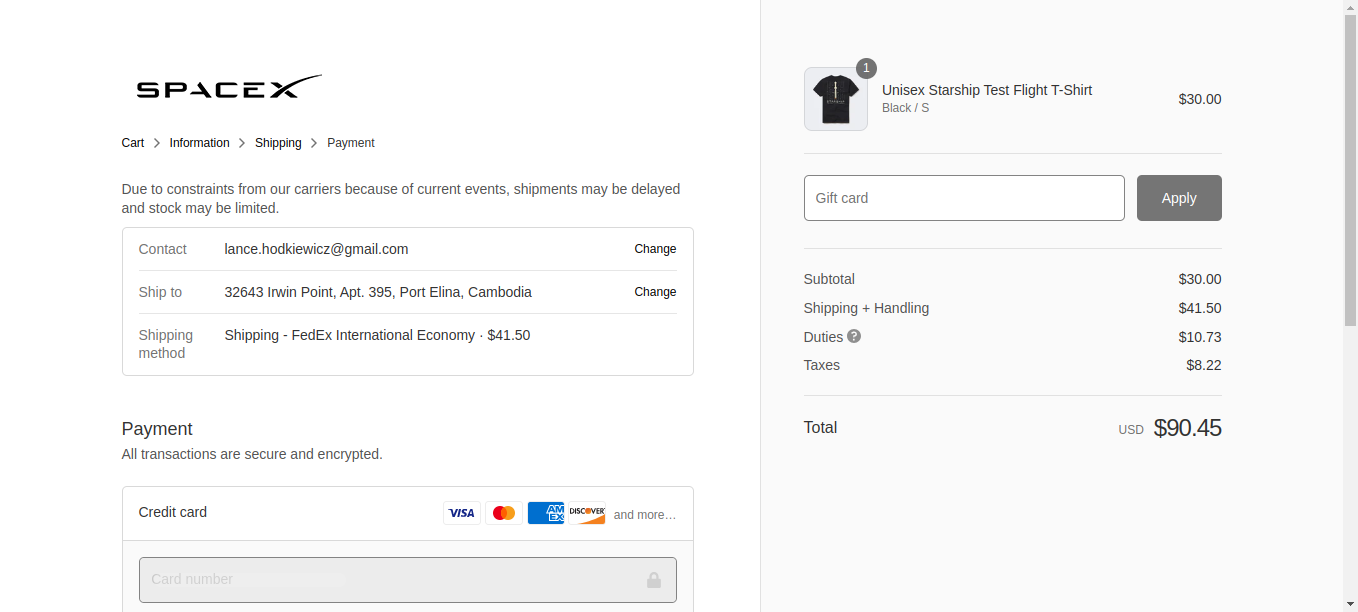 SPACEX
Cart > Information > Shipping > Payment
Due to constraints from our carriers because of current events, shipments may be delayed
and stock may be limited.
Contact lance.hodkiewicz@gmail.com Change
Ship to 32643 Irwin Point, Apt. 395, Port Elina, Cambodia Change
Shipping Shipping - FedEx International Economy · $41.50
method
Payment
All transactions are secure and encrypted.
Credit card VISA AM EX DISCOVER and more…
Card number
1
Unisex Starship Test Flight T-Shirt $30.00
Black / S
Gift card Apply
Subtotal $30.00
Shipping + Handling $41.50
Duties ? $10.73
Taxes $8.22
Total USD $90.45